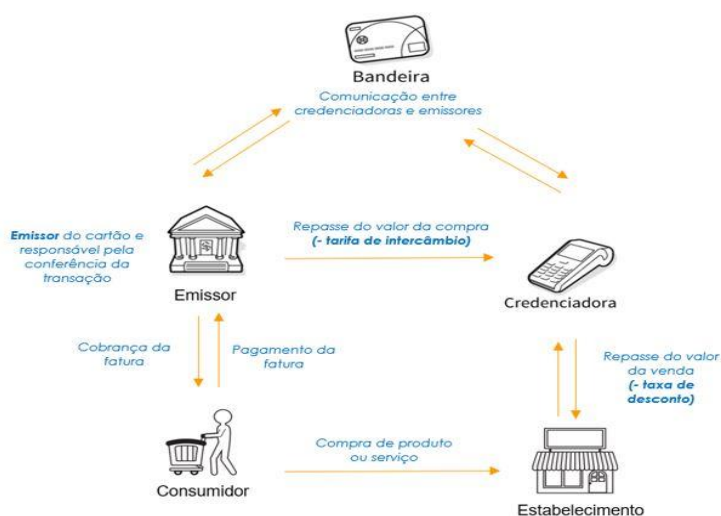 Bandeira
Comunicação entre
credenciadoras e emissores
Emissor do cartão e
responsável pela
conferência da
transação
Emissor
Repasse do valor da compra
(- tarifa de intercâmbio)
Credenciadora
Cobrança da
fatura
Pagamento da
fatura
Repasse do valor
da venda
(- taxa de
desconto)
Consumidor
Compra de produto
ou serviço
Estabelecimento